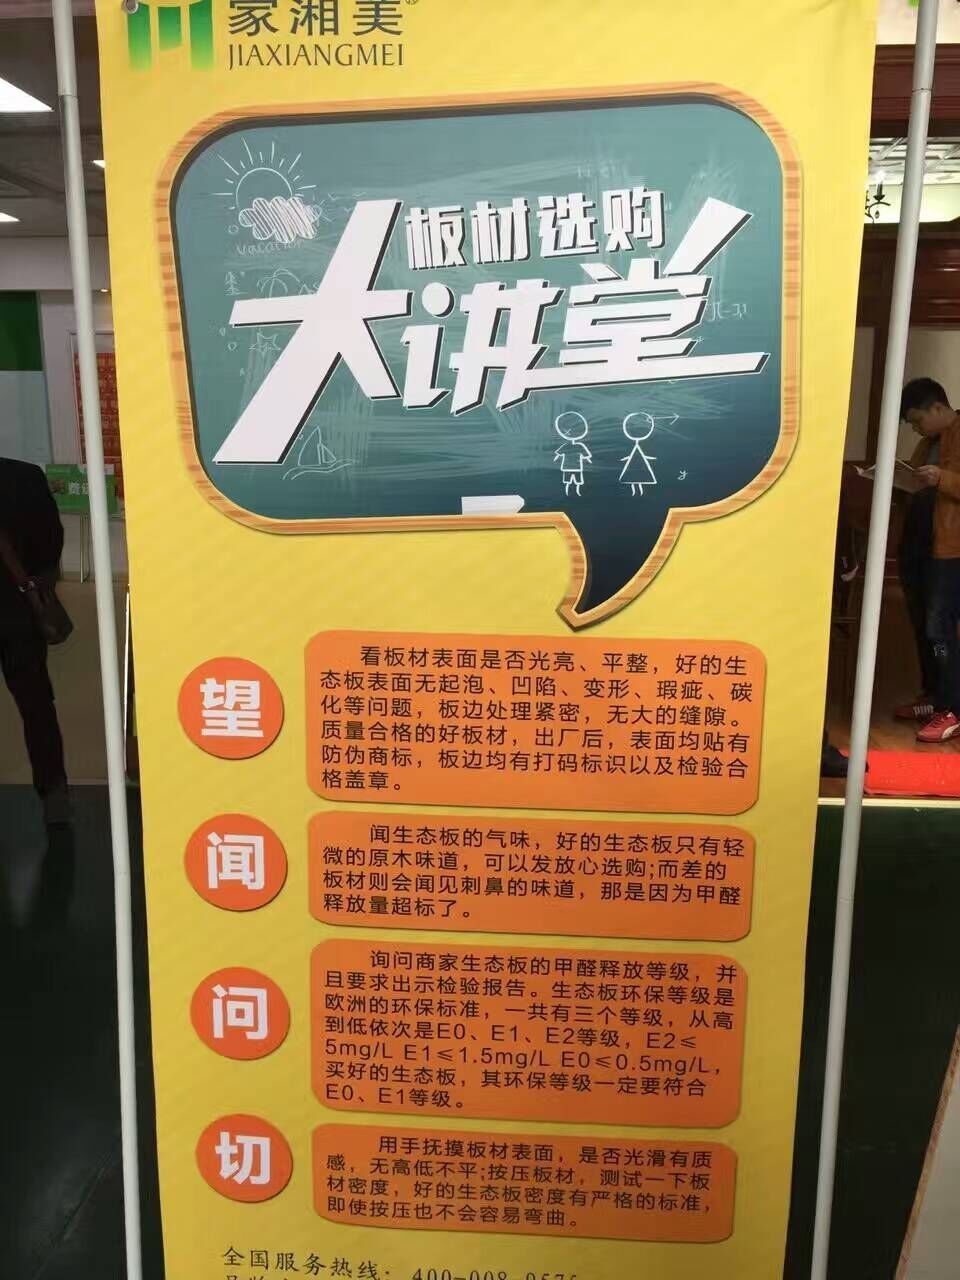 家湘美
JIAXIANGMEI
板材选购
大讲堂
望
看板材表面是否光亮、平整，好的生
态板表面无起泡、凹陷、变形、瑕疵、碳
化等问题，板边处理紧密，无大的缝隙。
质量合格的好板材，出厂后，表面均贴有
防伪商标，板边均有打码标识以及检验合
格盖章。
闻
闻生态板的气味，好的生态板只有轻
微的原木味道，可以发放心选购;而差的
板材则会闻见刺鼻的味道，那是因为甲醛
释放量超标了。
问
询问商家生态板的甲醛释放等级，并
且要求出示检验报告。生态板环保等级是
欧洲的环保标准，一共有三个等级，从高
到低依次是E0、E1、E2等级，E2≤
5mg/L E1≤1.5mg/L E0≤0.5mg/L，
买好的生态板，其环保等级一定要符合
E0、E1等级。
切
用手抚摸板材表面，是否光滑有质
感，无高低不平;按压板材，测试一下板
材密度，好的生态板密度有严格的标准，
即使按压也不会容易弯曲。
全国服务热线：400-008-